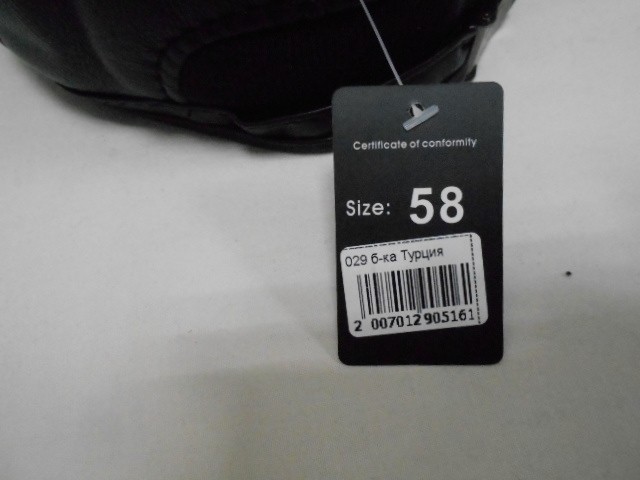 Certificate of conformity
Size: 58
029 б-ка Турция
2 007012 905161